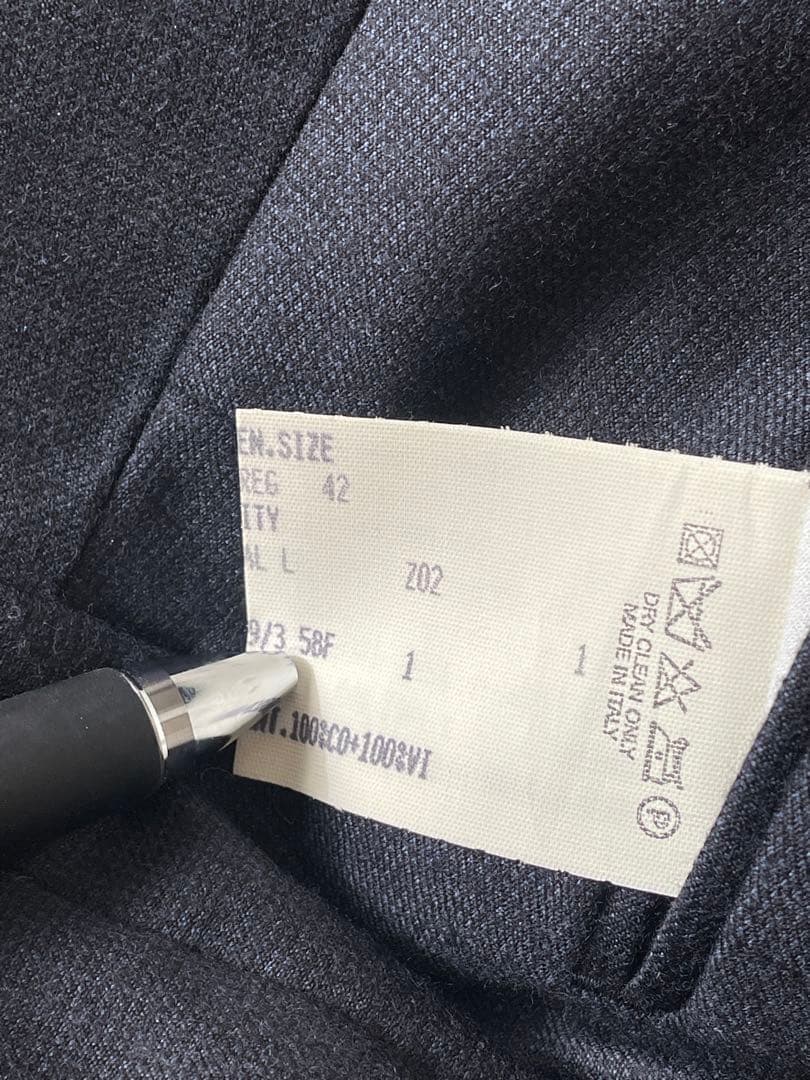 EN.SIZE
REG 42
ITY
AL L Z02
9/3 58F 1 1
NT.100%CO+100%VI
DRY CLEAN ONLY
MADE IN ITALY
P